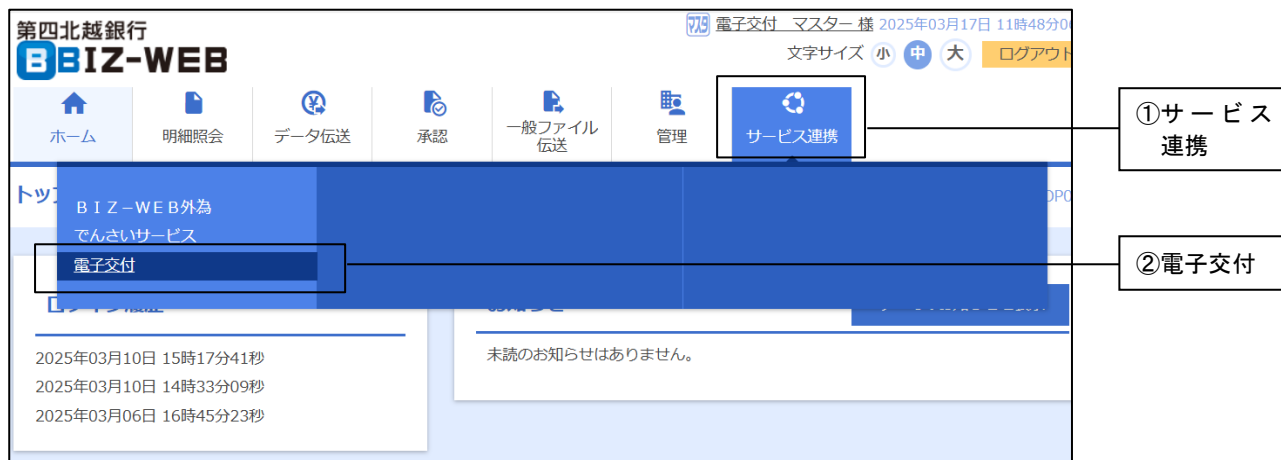 第四北越銀行
BBIZ-WEB
マスタ 電子交付 マスター 様 2025年03月17日 11時48分0
文字サイズ 小 中 大 ログアウト
ホーム
明細照会
データ伝送
承認
一般ファイル
伝送
管理
サービス連携
①サービス
連携
トップ
ＢＩＺ－ＷＥＢ外為
でんさいサービス
電子交付
②電子交付
2025年03月10日 15時17分41秒
2025年03月10日 14時33分09秒
2025年03月06日 16時45分23秒
未読のお知らせはありません。